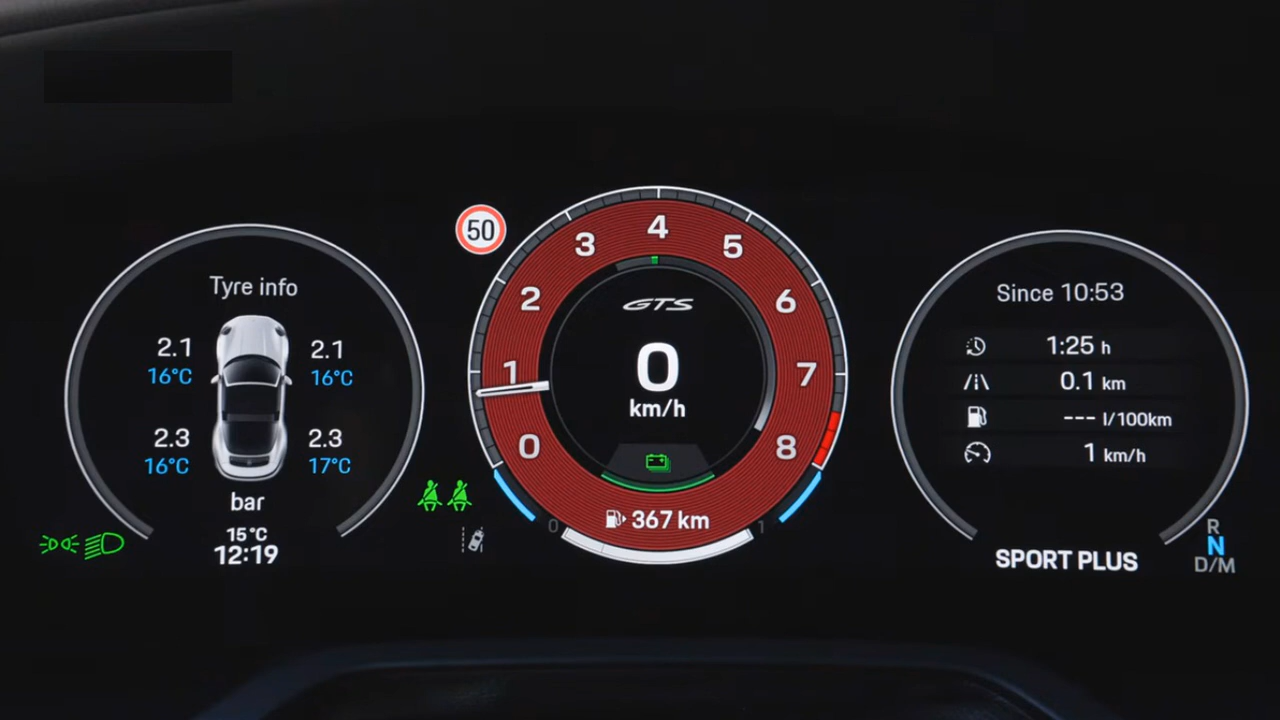 Tyre info
2.1 2.1
16°C 16°C
2.3 2.3
16°C 17°C
bar
15°C
12:19
50
0 1 2 3 4 5 6 7 8
GTS
0
km/h
367 km
0 1
Since 10:53
1:25 h
0.1 km
--- l/100km
1 km/h
SPORT PLUS
R
N
D/M